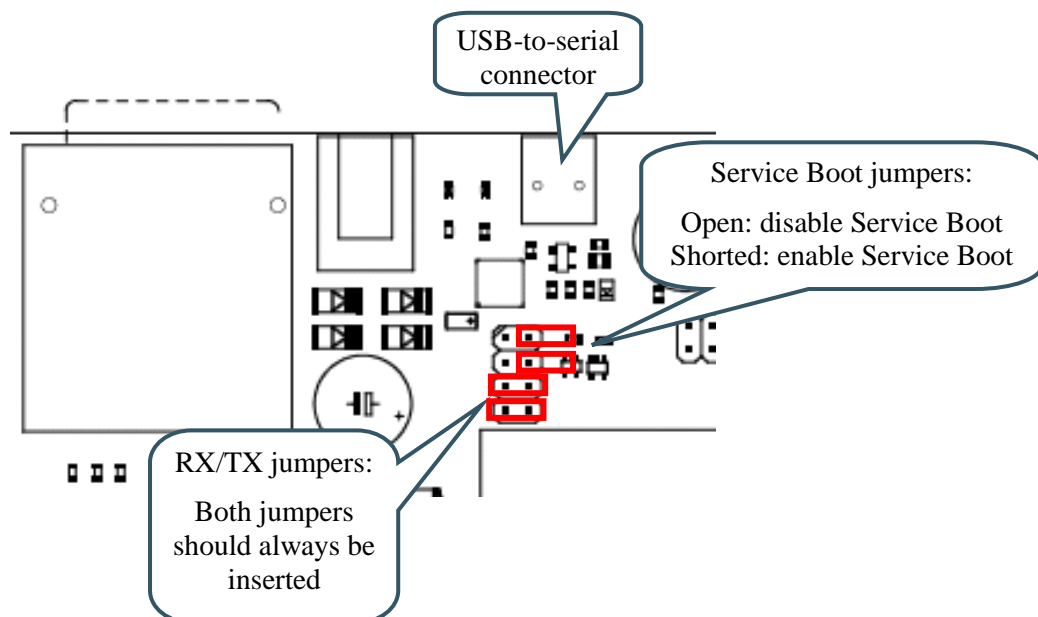 USB-to-serial
connector
Service Boot jumpers:
Open: disable Service Boot
Shorted: enable Service Boot
RX/TX jumpers:
Both jumpers
should always be
inserted